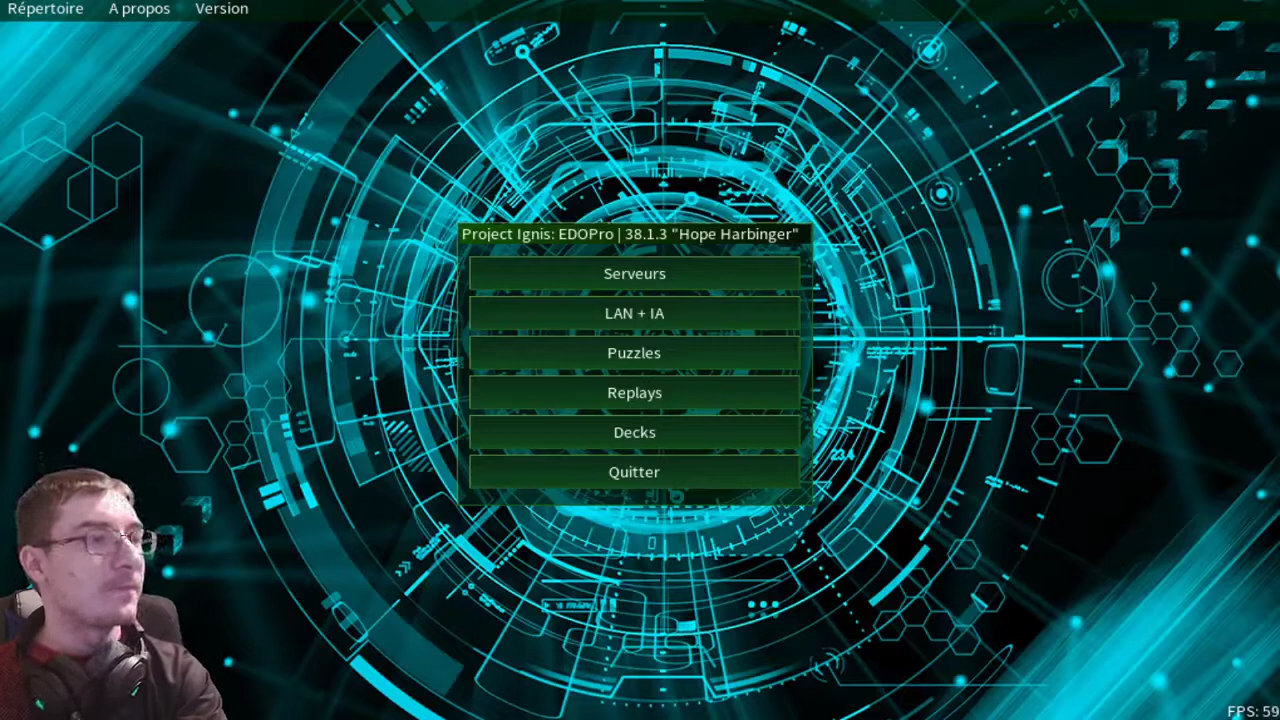 Répertoire A propos Version
Project Ignis: EDOPro | 38.1.3 "Hope Harbinger"
Serveurs
LAN + IA
Puzzles
Replays
Decks
234
Quitter
FPS: 59